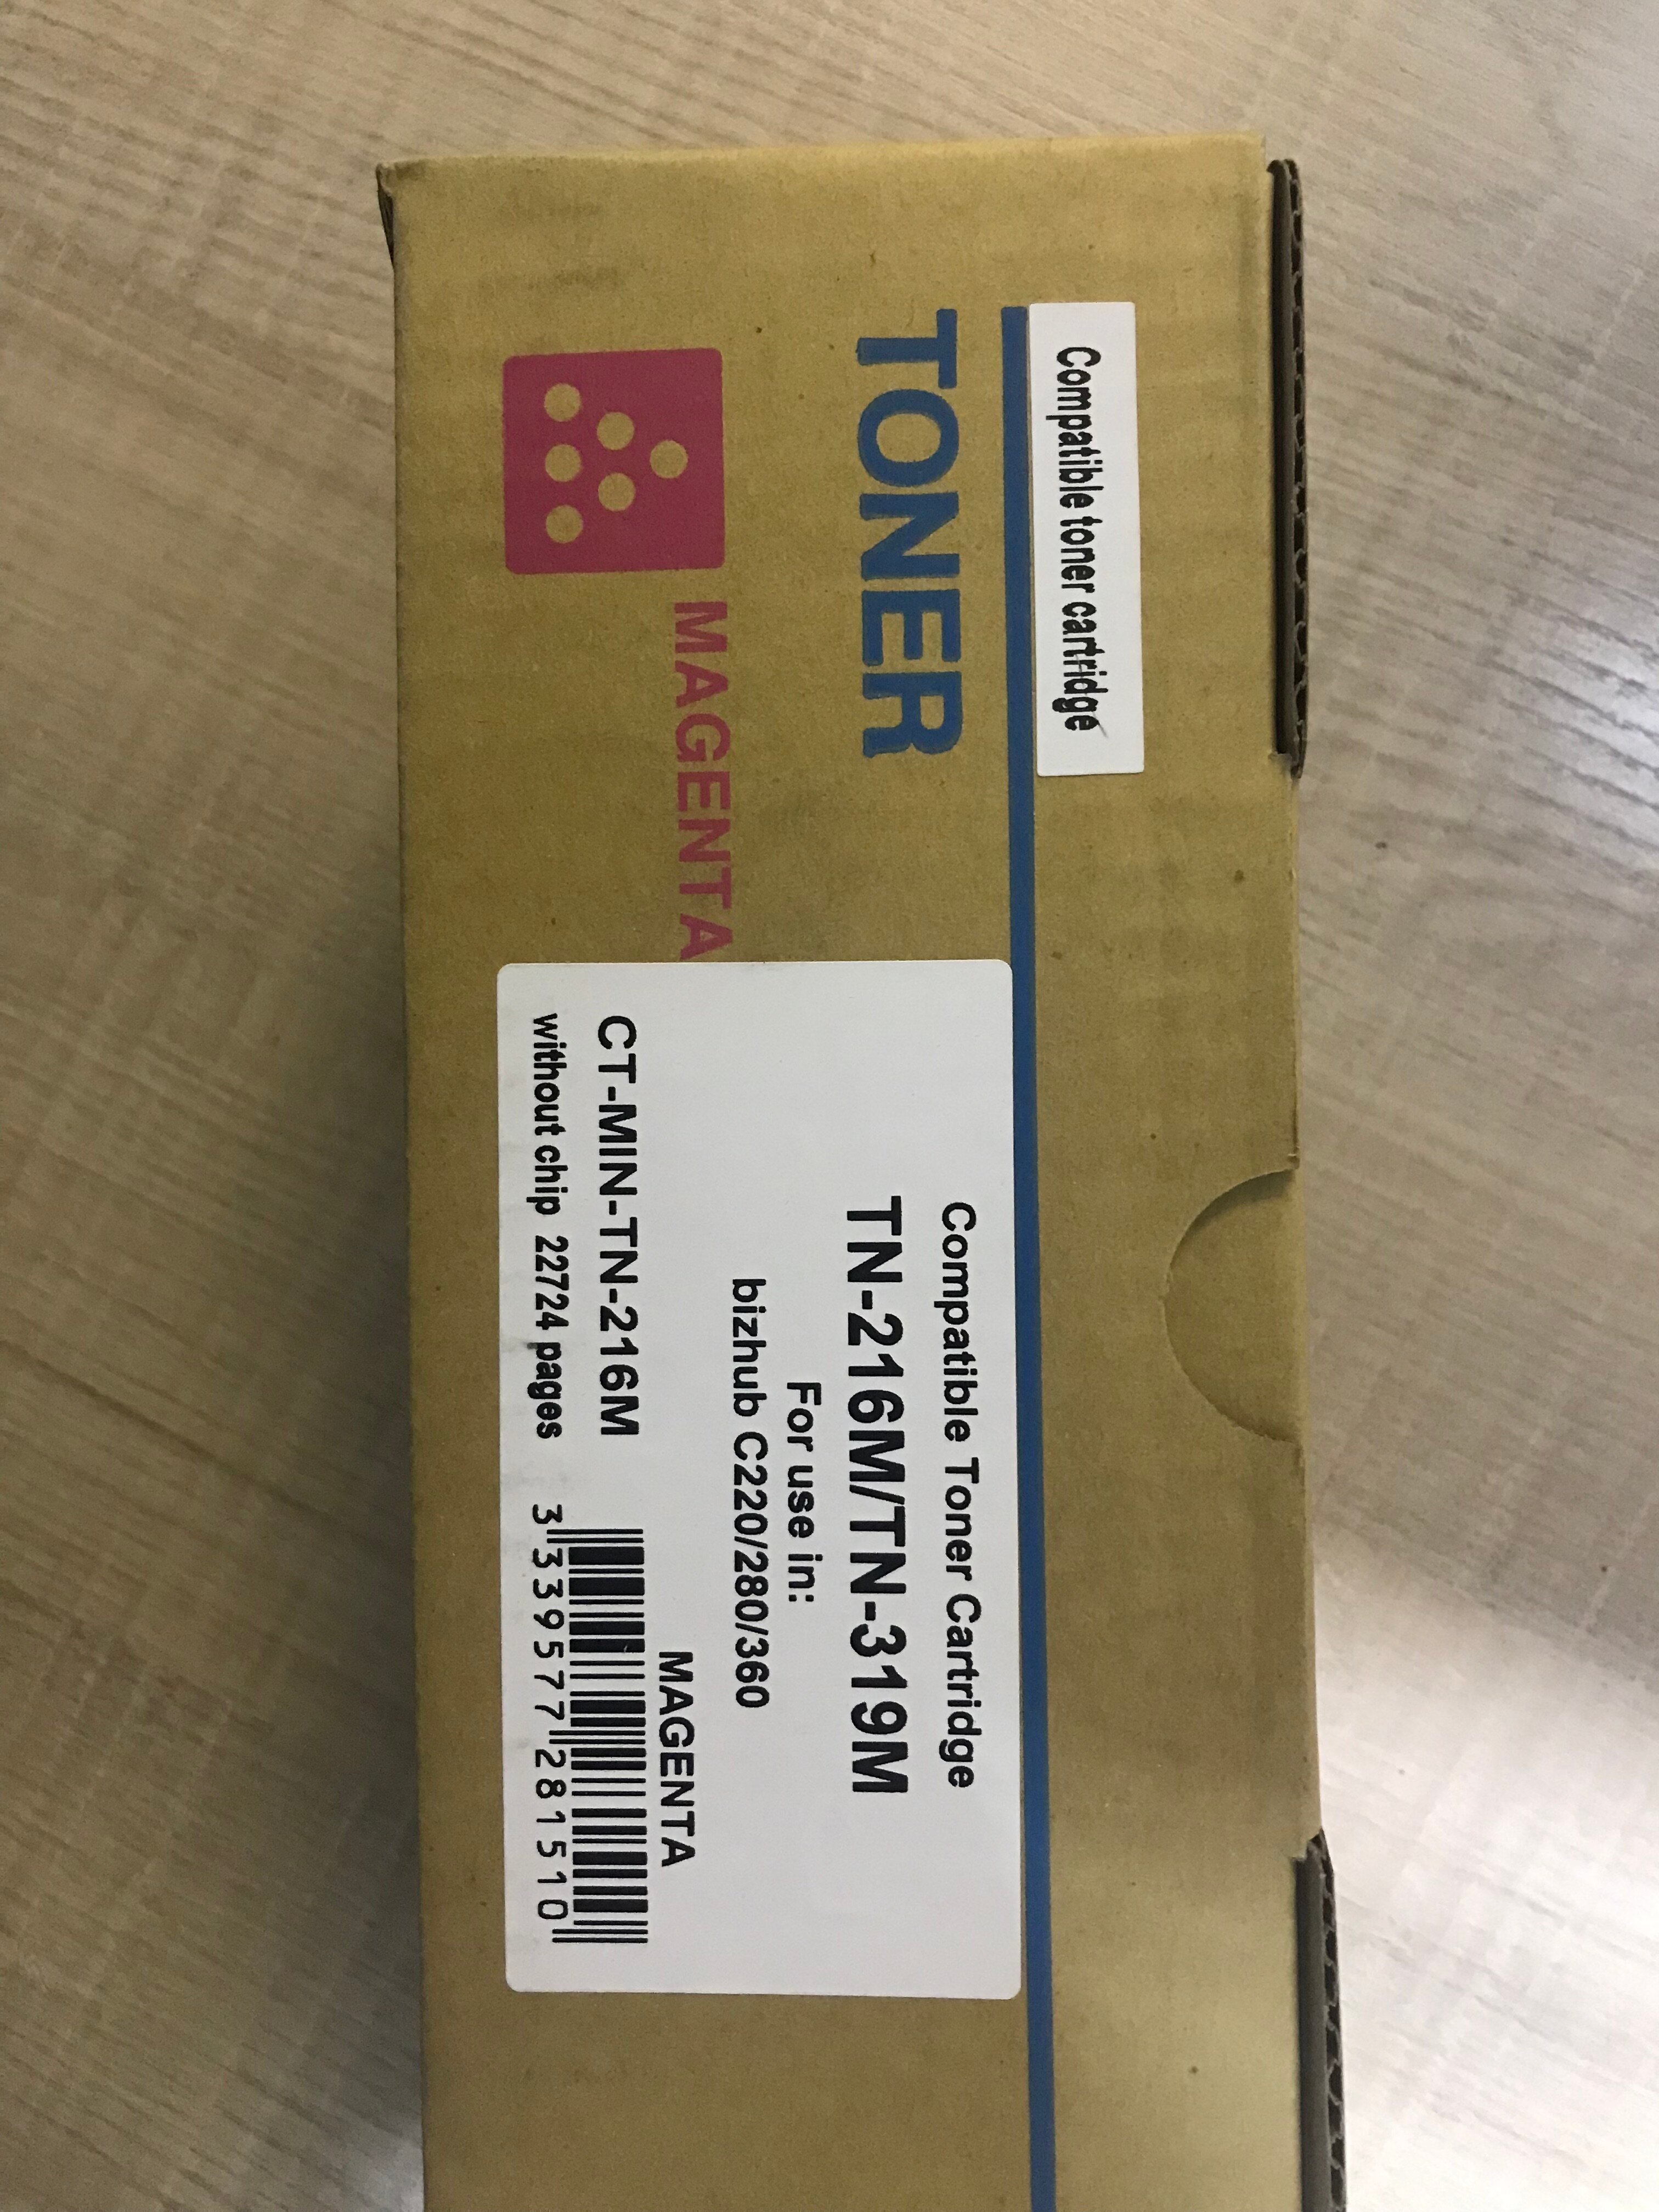 Compatible toner cartridge
TONER
MAGENTA
Compatible Toner Cartridge
TN-216M/TN-319M
For use in:
bizhub C220/280/360
MAGENTA
CT-MIN-TN-216M
without chip 22724 pages
3 339577 281510